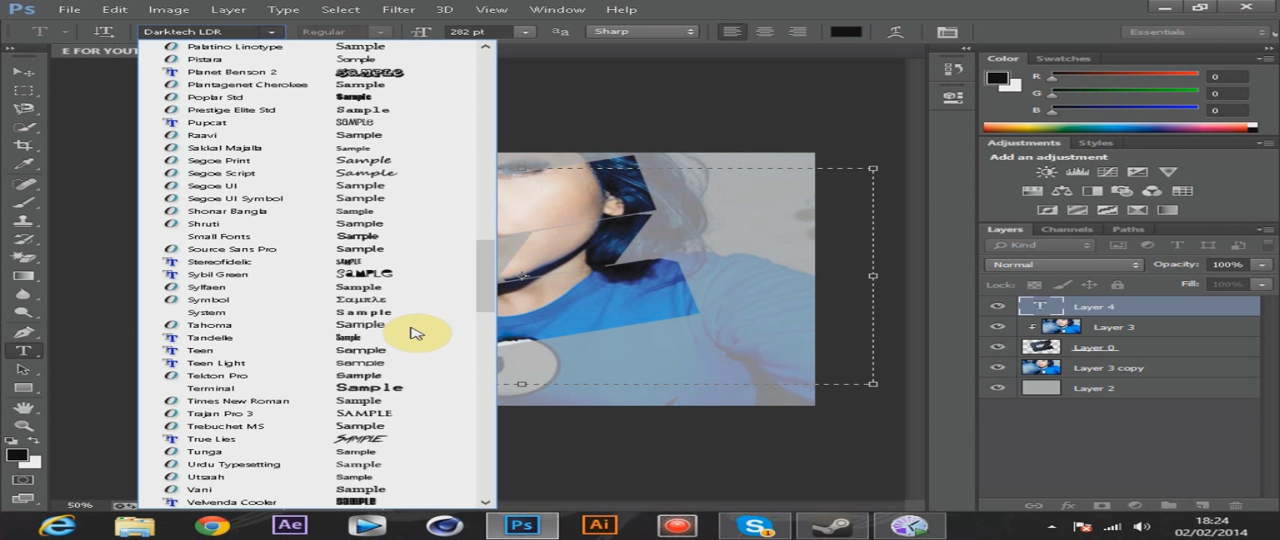 Ps File Edit Image Layer Type Select Filter 3D View Window Help
T Darktech LDR Regular 282 pt aa Sharp Essentials
E FOR YOUT
Palatino Linotype Sample
Pistara Sample
Planet Benson 2 SAMPLE
Plantagenet Cherokee Sample
Poplar Std Sample
Prestige Elite Std Sample
Pupcat SAMPLE
Raavi Sample
Sakkal Majalla Sample
Segoe Print Sample
Segoe Script Sample
Segoe UI Sample
Segoe UI Symbol Sample
Shonar Bangla Sample
Shruti Sample
Small Fonts Sample
Source Sans Pro Sample
Stereofidelic SAMPLE
Sybil Green SaMPLE
Sylfaen Sample
Symbol Σαμπλε
System Sample
Tahoma Sample
Tandelle Sample
Teen Sample
Teen Light Sample
Tekton Pro Sample
Terminal Sample
Times New Roman Sample
Trajan Pro 3 SAMPLE
Trebuchet MS Sample
True Lies SAMPLE
Tunga Sample
Urdu Typesetting Sample
Utsaah Sample
Vani Sample
Velvenda Cooler SAMPLE
50%
Color Swatches
R 0
G 0
B 0
Adjustments Styles
Add an adjustment
Layers Channels Paths
Kind
Normal Opacity: 100%
Lock: Fill: 100%
T Layer 4
Layer 3
Layer 0
Layer 3 copy
Layer 2
fx
Ae Ps Ai S 1
18:24
02/02/2014